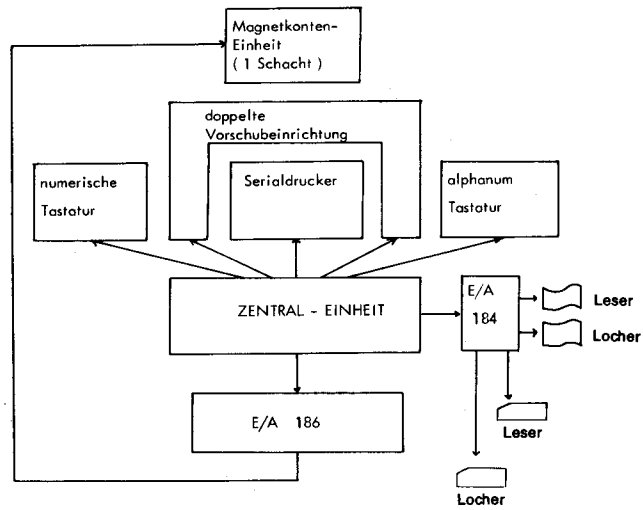 Magnetkonten-
Einheit
( 1 Schacht )
doppelte
Vorschubeinrichtung
numerische
Tastatur
Serialdrucker
alphanum
Tastatur
ZENTRAL - EINHEIT
E/A
184
Leser
Locher
E/A 186
Leser
Locher